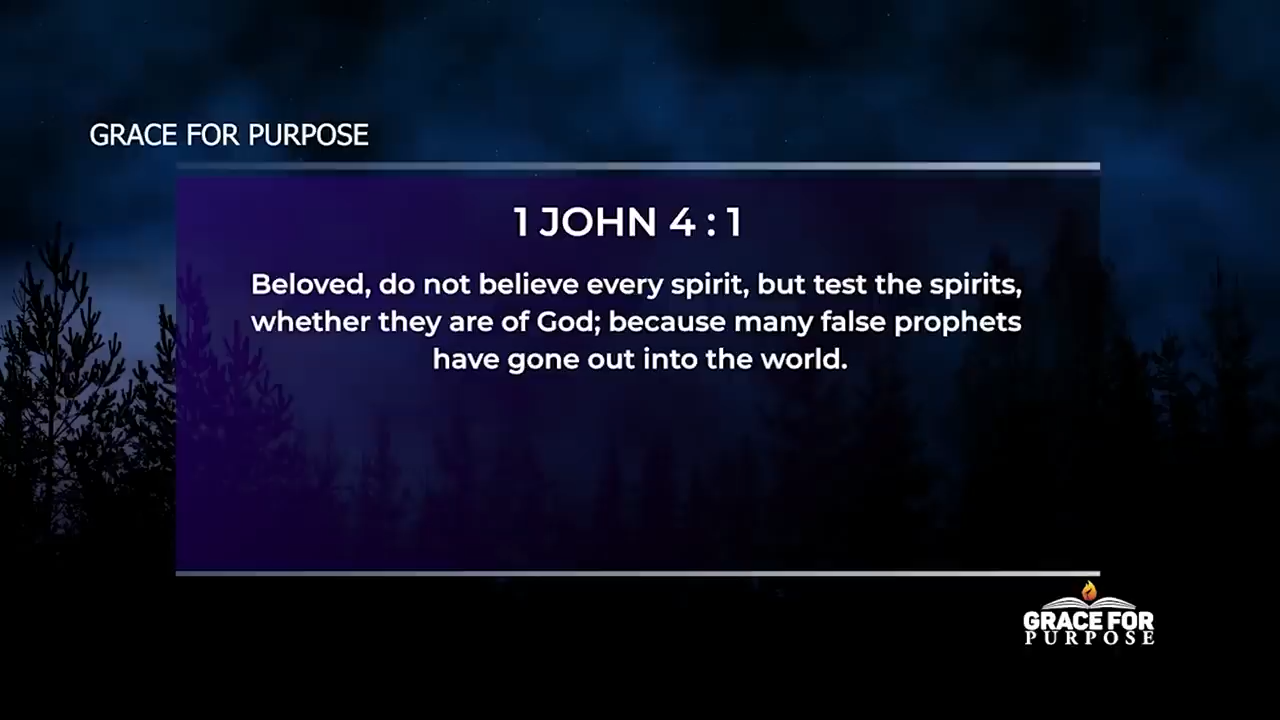 GRACE FOR PURPOSE
1 JOHN 4 : 1
Beloved, do not believe every spirit, but test the spirits,
whether they are of God; because many false prophets
have gone out into the world.
GRACE FOR
PURPOSE